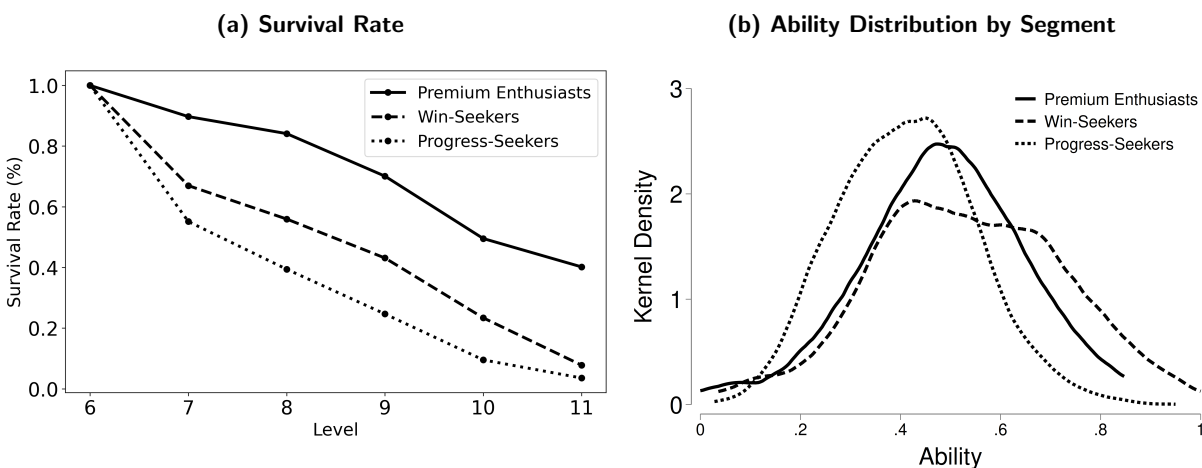 (a) Survival Rate
1.0
0.8
0.6
0.4
0.2
0.0
Survival Rate (%)
6 7 8 9 10 11
Level
Premium Enthusiasts
Win-Seekers
Progress-Seekers
(b) Ability Distribution by Segment
3
2
1
0
Kernel Density
0 .2 .4 .6 .8 1
Ability
Premium Enthusiasts
Win-Seekers
Progress-Seekers